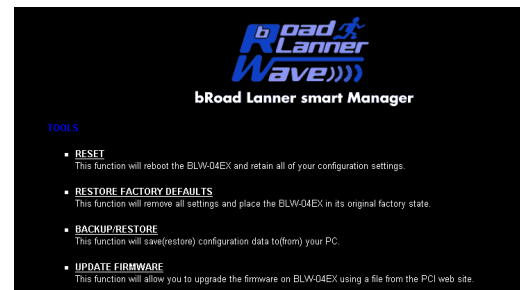 bRoad
Lanner
Wave))))
bRoad Lanner smart Manager
TOOLS
RESET
This function will reboot the BLW-04EX and retain all of your configuration settings.
RESTORE FACTORY DEFAULTS
This function will remove all settings and place the BLW-04EX in its original factory state.
BACKUP/RESTORE
This function will save(restore) configuration data to(from) your PC.
UPDATE FIRMWARE
This function will allow you to upgrade the firmware on BLW-04EX using a file from the PCI web site.